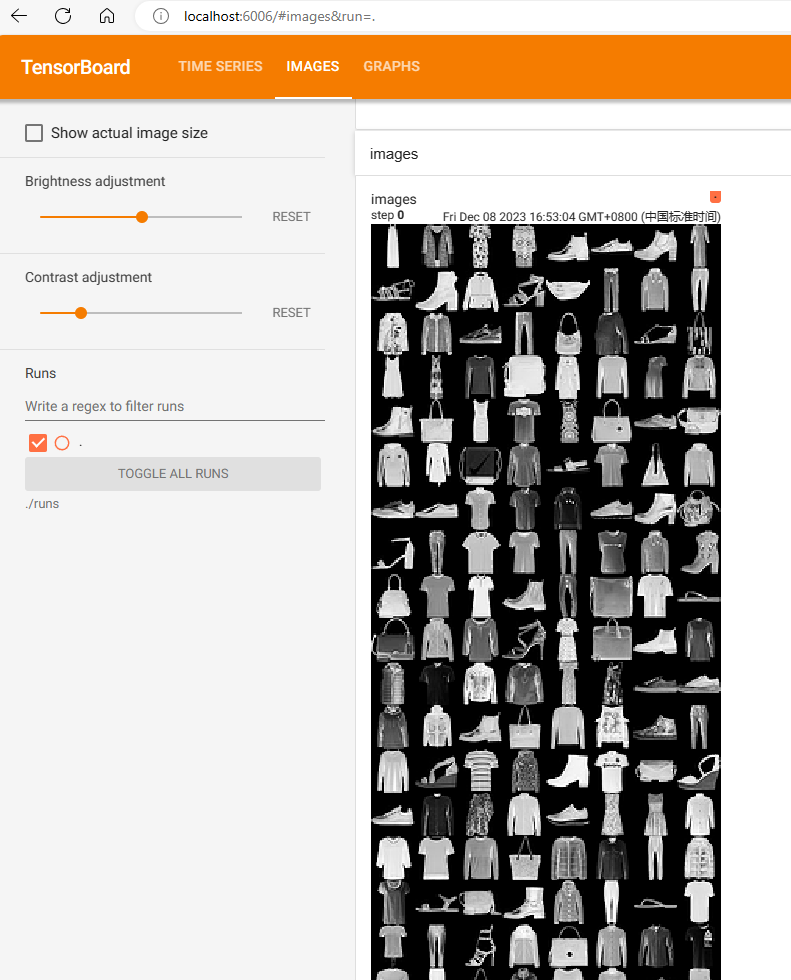 localhost:6006/#images&run=.
TensorBoard TIME SERIES IMAGES GRAPHS
Show actual image size
Brightness adjustment
RESET
Contrast adjustment
RESET
Runs
Write a regex to filter runs
.
TOGGLE ALL RUNS
./runs
images
images
step 0 Fri Dec 08 2023 16:53:04 GMT+0800 (中国标准时间)